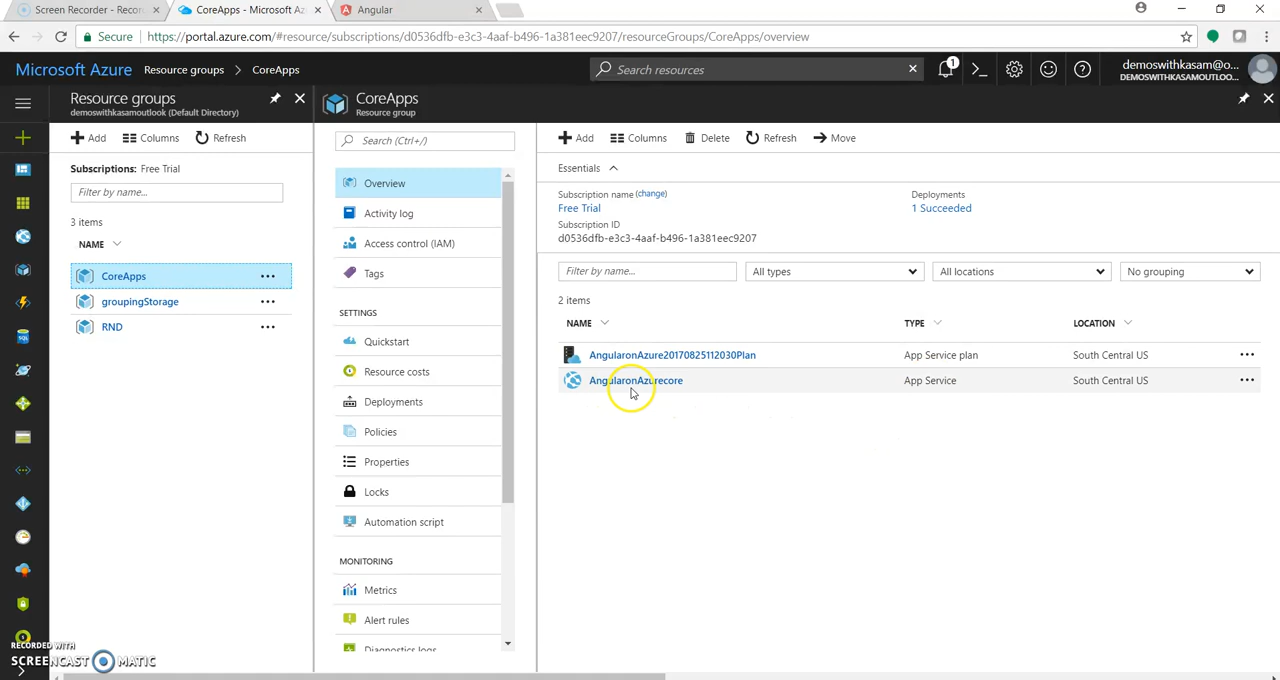 Screen Recorder - Recor
CoreApps - Microsoft Az
Angular
Secure https://portal.azure.com/#resource/subscriptions/d0536dfb-e3c3-4aaf-b496-1a381eec9207/resourceGroups/CoreApps/overview
Microsoft Azure Resource groups > CoreApps
Search resources
1
demoswithkasam@o...
DEMOSWITHKASAMOUTLOOK...
Resource groups
demoswithkasamoutlook (Default Directory)
Add Columns Refresh
Subscriptions: Free Trial
Filter by name...
3 items
NAME
CoreApps ...
groupingStorage ...
RND ...
CoreApps
Resource group
Search (Ctrl+/)
Overview
Activity log
Access control (IAM)
Tags
SETTINGS
Quickstart
Resource costs
Deployments
Policies
Properties
Locks
Automation script
MONITORING
Metrics
Alert rules
Diagnostics logs
Add Columns Delete Refresh Move
Essentials
Subscription name (change)
Free Trial
Subscription ID
d0536dfb-e3c3-4aaf-b496-1a381eec9207
Deployments
1 Succeeded
Filter by name... All types All locations No grouping
2 items
NAME TYPE LOCATION
AngularonAzure20170825112030Plan App Service plan South Central US ...
AngularonAzurecore App Service South Central US ...
RECORDED WITH
SCREENCAST MATIC